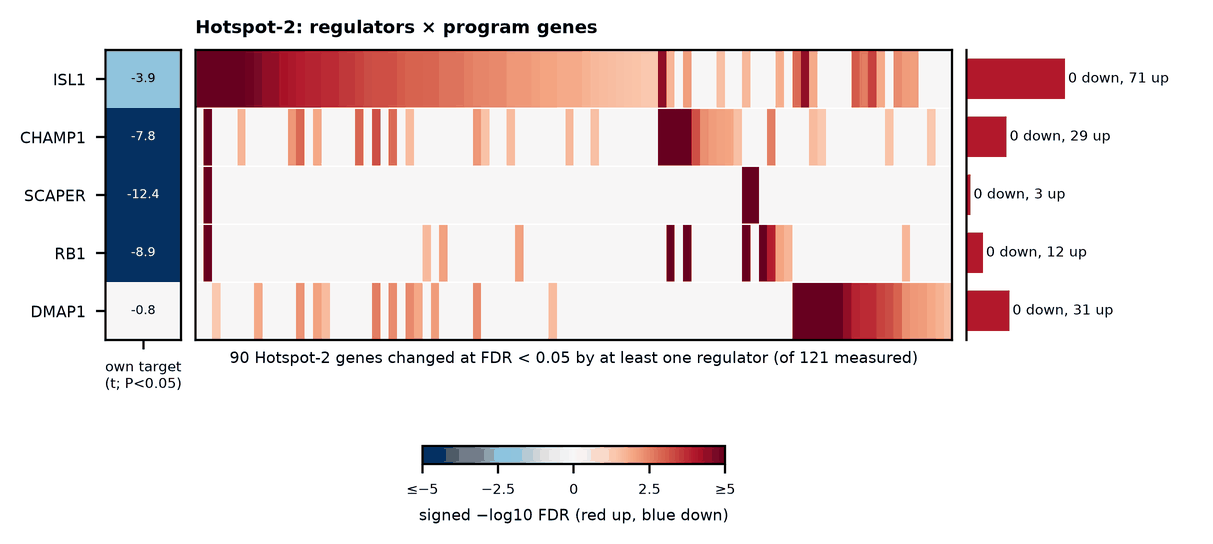 Hotspot-2: regulators × program genes
ISL1
-3.9
0 down, 71 up
CHAMP1
-7.8
0 down, 29 up
SCAPER
-12.4
0 down, 3 up
RB1
-8.9
0 down, 12 up
DMAP1
-0.8
0 down, 31 up
own target
(t; P<0.05)
90 Hotspot-2 genes changed at FDR < 0.05 by at least one regulator (of 121 measured)
≤−5
−2.5
0
2.5
≥5
signed −log10 FDR (red up, blue down)